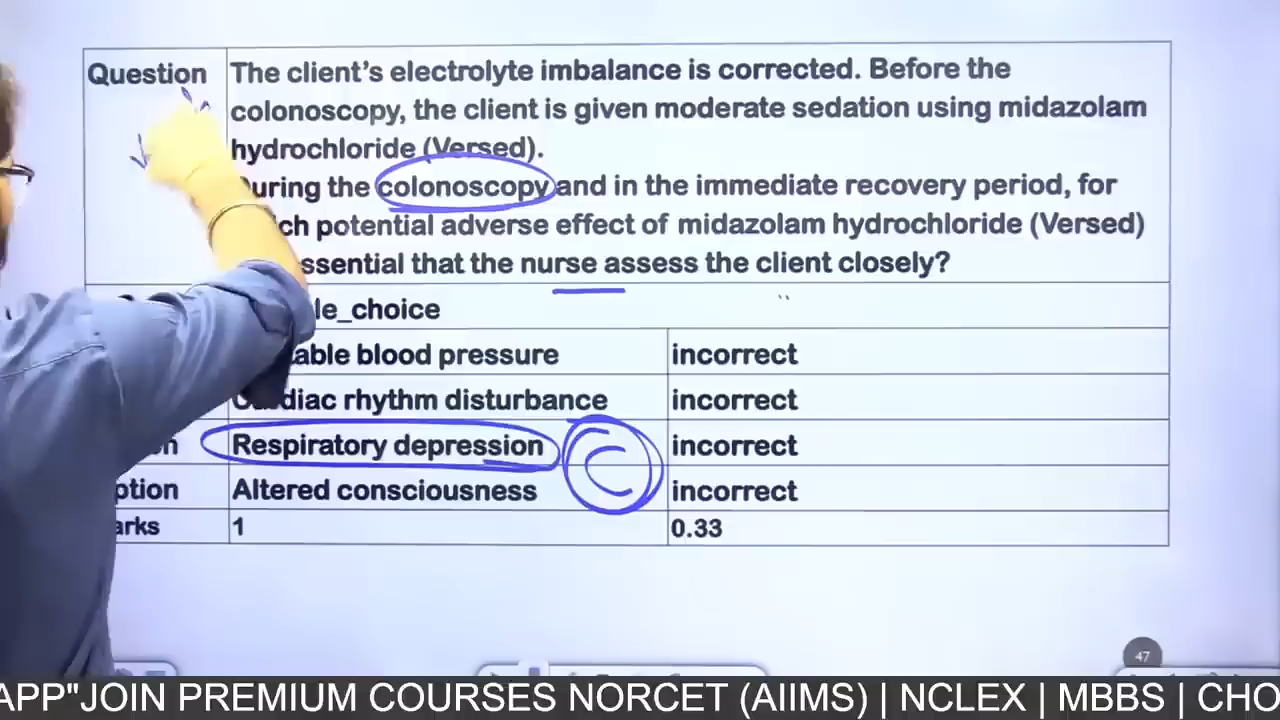 Question
The client's electrolyte imbalance is corrected. Before the
colonoscopy, the client is given moderate sedation using midazolam
hydrochloride (Versed).
uring the colonoscopy and in the immediate recovery period, for
ch potential adverse effect of midazolam hydrochloride (Versed)
ssential that the nurse assess the client closely?
le_choice
able blood pressure incorrect
diac rhythm disturbance incorrect
n Respiratory depression incorrect
C
ption Altered consciousness incorrect
arks 1 0.33
47
APP"JOIN PREMIUM COURSES NORCET (AIIMS) | NCLEX | MBBS | CHO